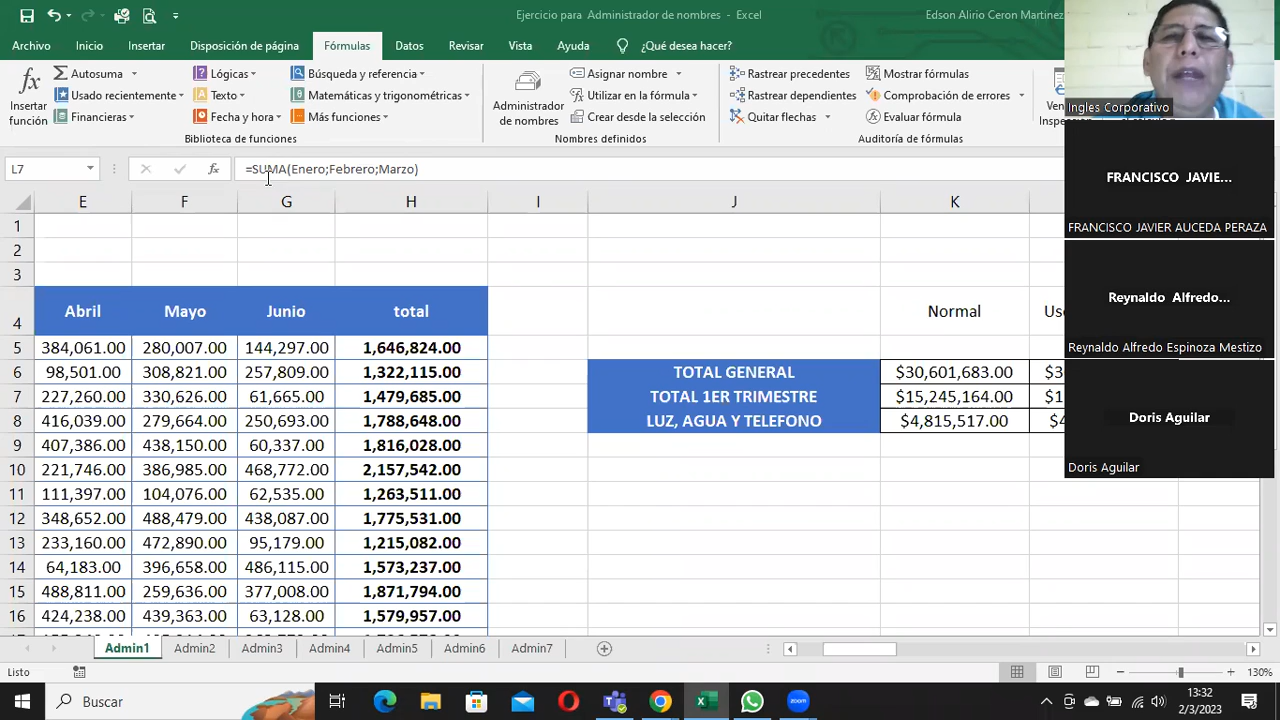 Ejercicio para Administrador de nombres - Excel
Edson Alirio Ceron Martinez
Archivo Inicio Insertar Disposición de página Fórmulas Datos Revisar Vista Ayuda ¿Qué desea hacer?
Insertar función
Autosuma
Usado recientemente
Financieras
Lógicas
Texto
Fecha y hora
Búsqueda y referencia
Matemáticas y trigonométricas
Más funciones
Biblioteca de funciones
Administrador de nombres
Asignar nombre
Utilizar en la fórmula
Crear desde la selección
Nombres definidos
Rastrear precedentes
Rastrear dependientes
Quitar flechas
Mostrar fórmulas
Comprobación de errores
Evaluar fórmula
Auditoría de fórmulas
L7
fx
=SUMA(Enero;Febrero;Marzo)
E F G H I J K
1
2
3
4 Abril Mayo Junio total Normal
5 384,061.00 280,007.00 144,297.00 1,646,824.00
6 98,501.00 308,821.00 257,809.00 1,322,115.00 TOTAL GENERAL $30,601,683.00
7 227,260.00 330,626.00 61,665.00 1,479,685.00 TOTAL 1ER TRIMESTRE $15,245,164.00
8 416,039.00 279,664.00 250,693.00 1,788,648.00 LUZ, AGUA Y TELEFONO $4,815,517.00
9 407,386.00 438,150.00 60,337.00 1,816,028.00
10 221,746.00 386,985.00 468,772.00 2,157,542.00
11 111,397.00 104,076.00 62,535.00 1,263,511.00
12 348,652.00 488,479.00 438,087.00 1,775,531.00
13 233,160.00 472,890.00 95,179.00 1,215,082.00
14 64,183.00 396,658.00 486,115.00 1,573,237.00
15 488,811.00 259,636.00 377,008.00 1,871,794.00
16 424,238.00 439,363.00 63,128.00 1,579,957.00
Ingles Corporativo
FRANCISCO JAVIE...
FRANCISCO JAVIER AUCEDA PERAZA
Reynaldo Alfredo...
Reynaldo Alfredo Espinoza Mestizo
Doris Aguilar
Doris Aguilar
Admin1 Admin2 Admin3 Admin4 Admin5 Admin6 Admin7
Listo
130%
Buscar
13:32
2/3/2023